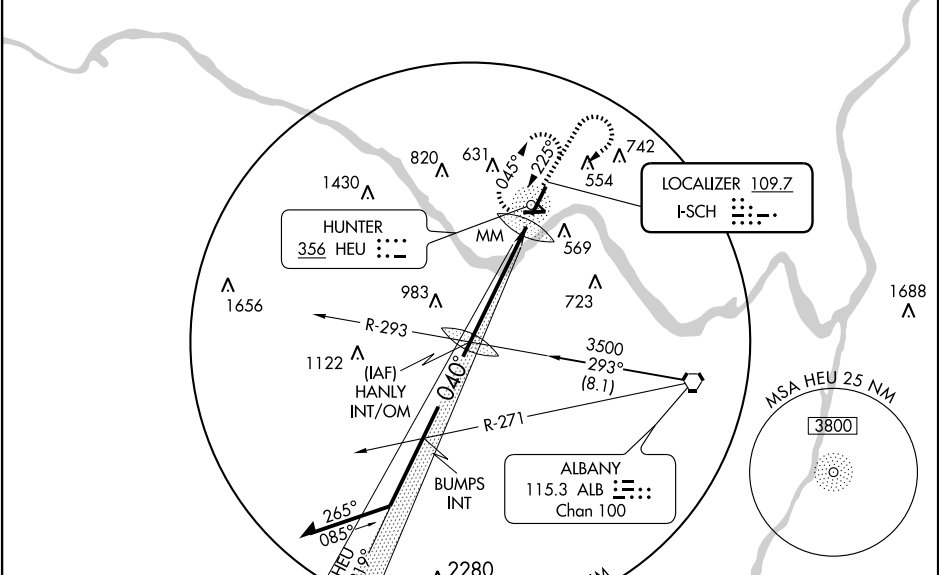 742
820
631
045°
225°
554
1430
LOCALIZER 109.7
I-SCH
HUNTER
356 HEU
MM
569
983
723
1656
1688
R-293
3500
293°
(8.1)
1122
(IAF)
HANLY
INT/OM
040°
MSA HEU 25 NM
3800
R-271
ALBANY
115.3 ALB
Chan 100
BUMPS
INT
265°
085°
HEU
2280